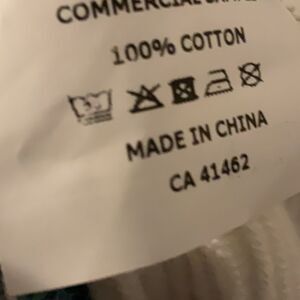 COMMERCIAL
100% COTTON
MADE IN CHINA
CA 41462